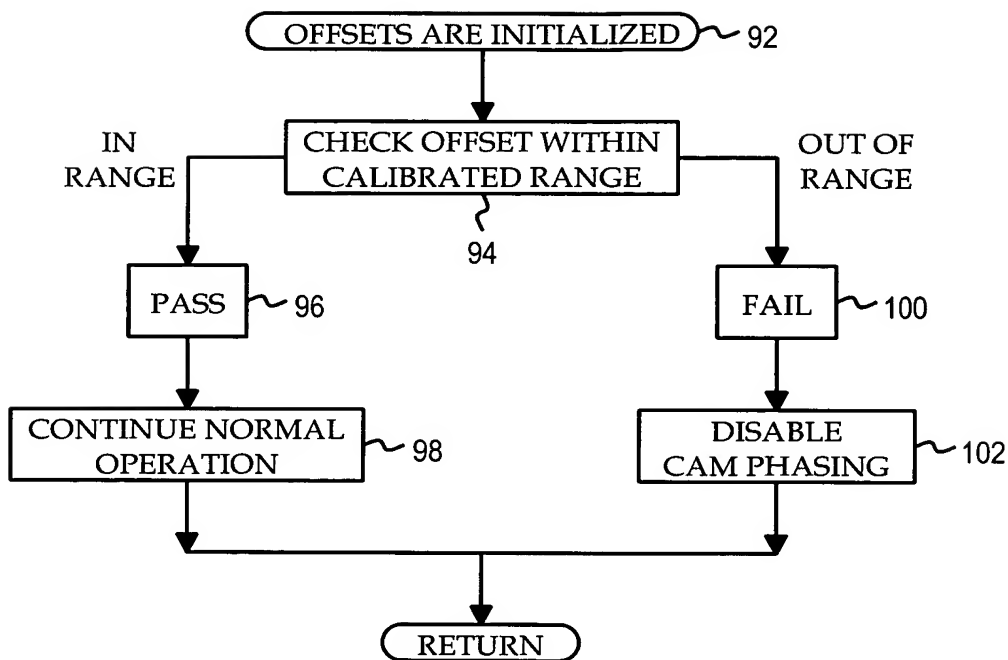 OFFSETS ARE INITIALIZED
92
CHECK OFFSET WITHIN
CALIBRATED RANGE
94
IN
RANGE
OUT OF
RANGE
PASS
96
FAIL
100
CONTINUE NORMAL
OPERATION
98
DISABLE
CAM PHASING
102
RETURN